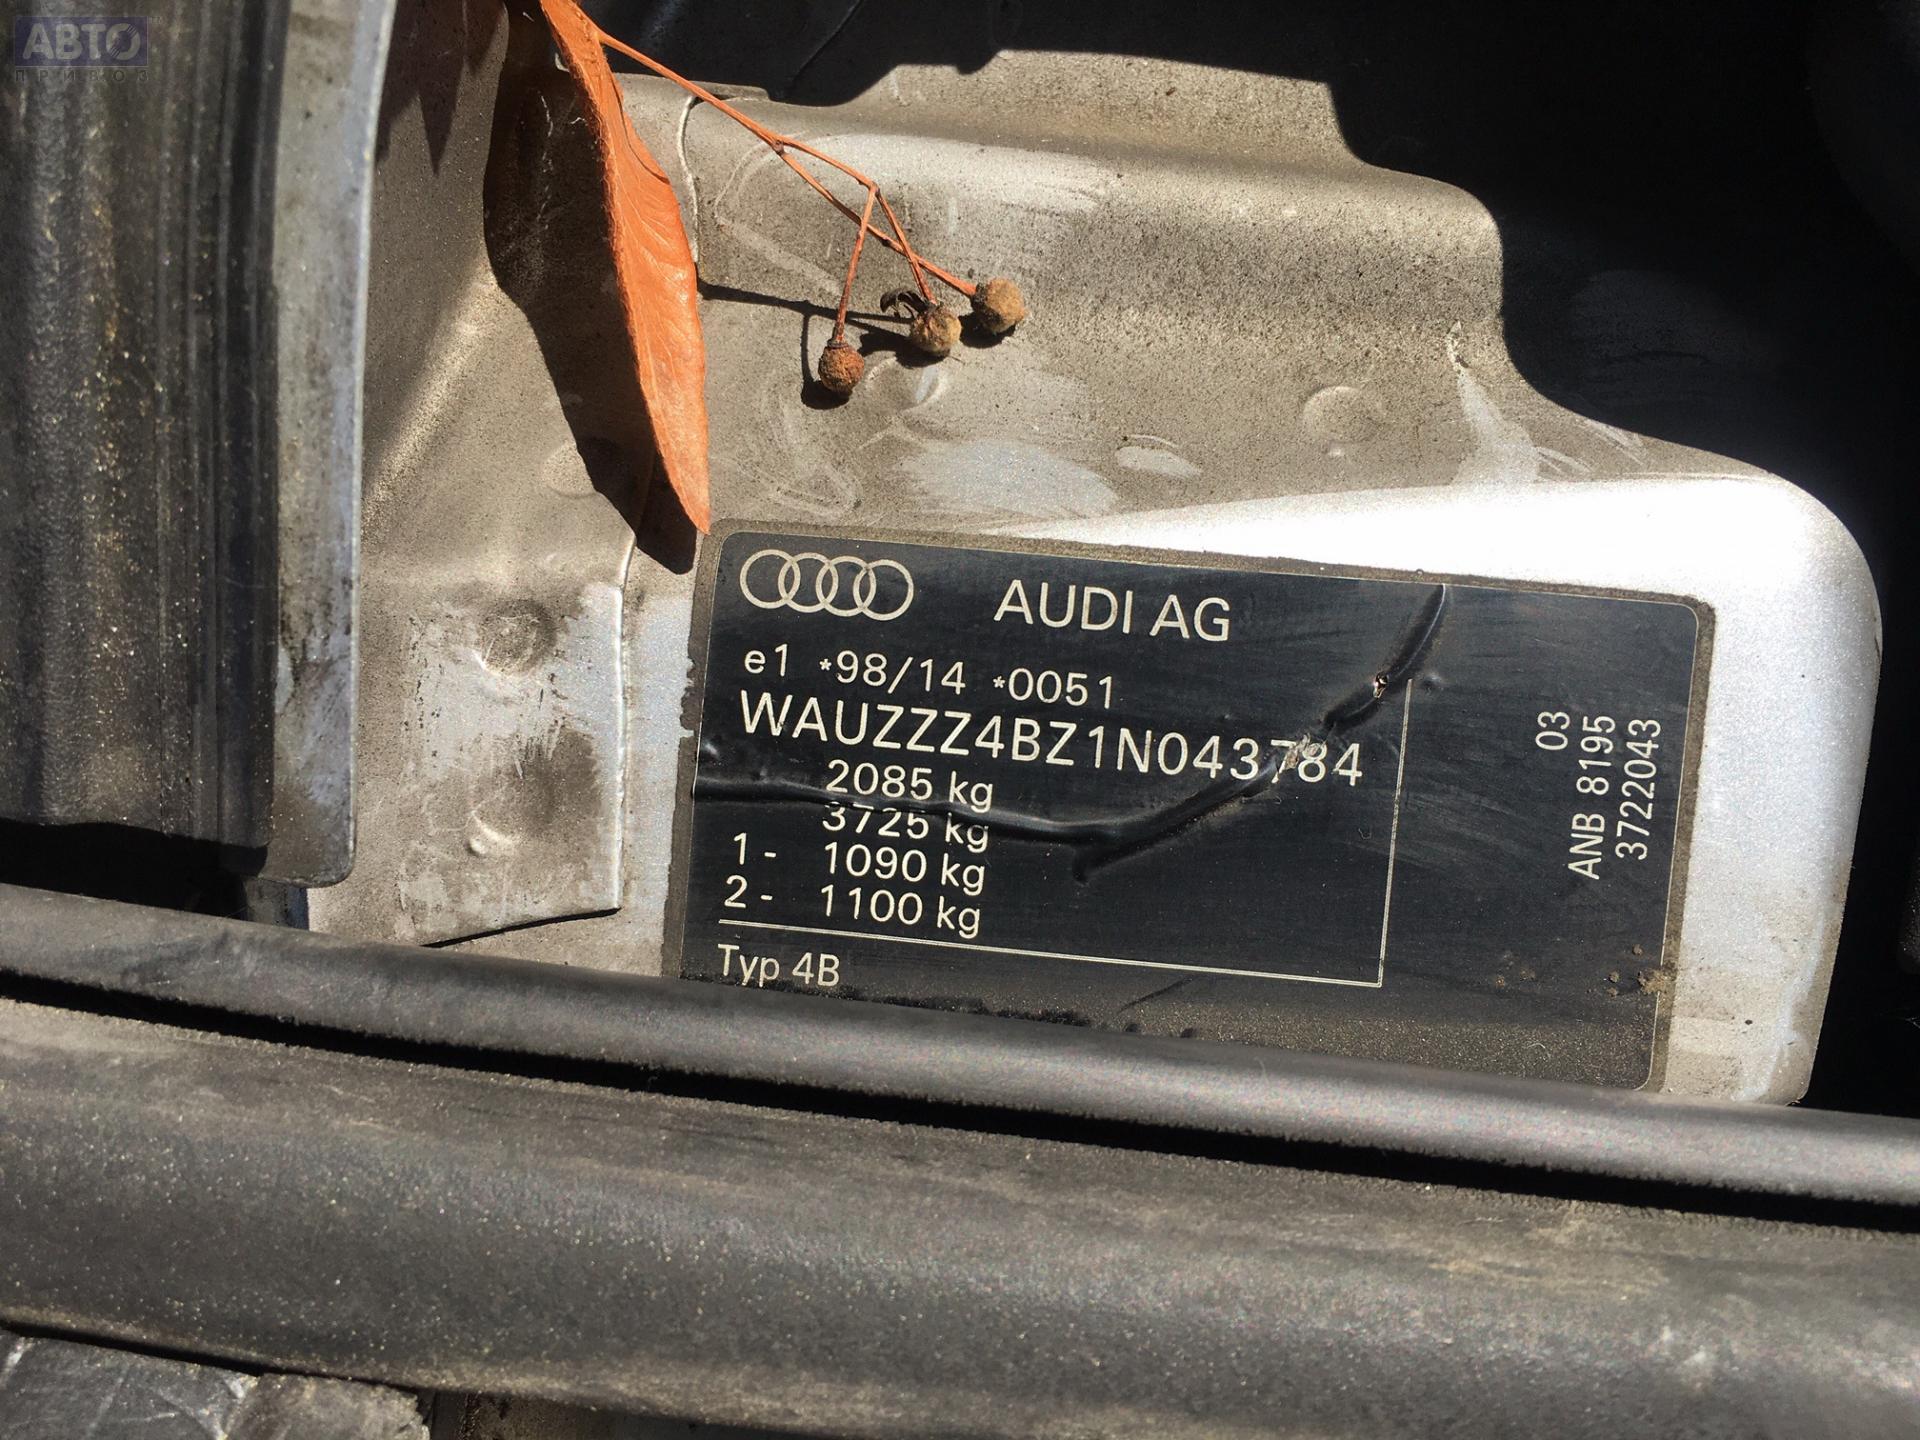 АВТО
ПРИВОЗ
AUDI AG
e1 *98/14 *0051
WAUZZZ4BZ1N043784
2085 kg
3725 kg
1 - 1090 kg
2 - 1100 kg
Typ 4B
03
ANB 8195
3722043